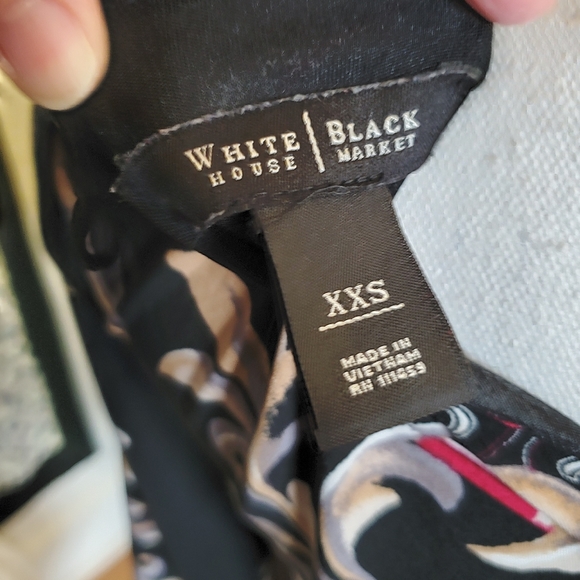 WHITE | BLACK
HOUSE | MARKET
XXS
MADE IN
VIETNAM
RN 111459